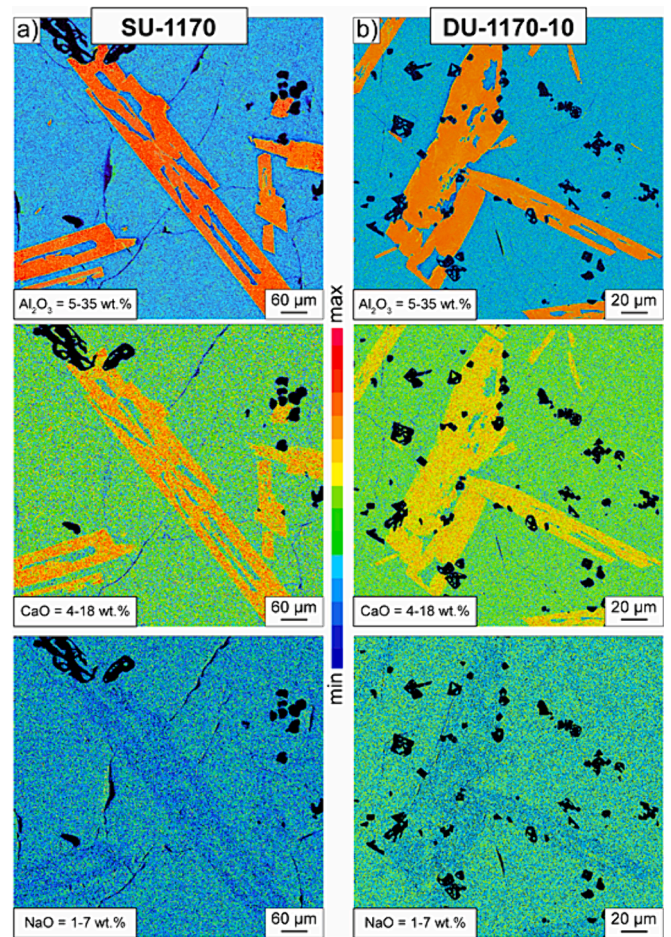 a) SU-1170
b) DU-1170-10
Al₂O₃ = 5-35 wt.%
60 µm
Al₂O₃ = 5-35 wt.%
20 µm
max
CaO = 4-18 wt.%
60 µm
CaO = 4-18 wt.%
20 µm
min
NaO = 1-7 wt.%
60 µm
NaO = 1-7 wt.%
20 µm